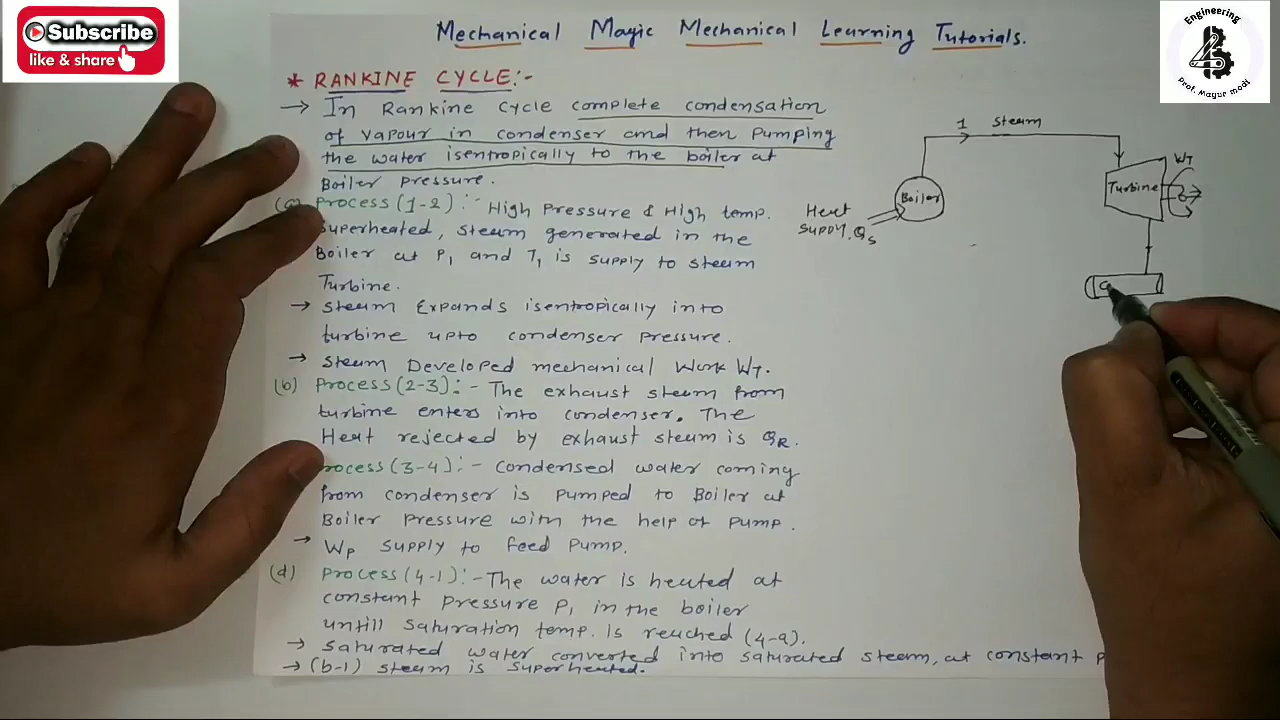 Subscribe
like & share
Mechanical Magic Mechanical Learning Tutorials.
Engineering
Prof. Mayur modi
* RANKINE CYCLE:-
→ In Rankine cycle complete condensation
of vapour in condenser and then pumping
the water isentropically to the boiler at
Boiler pressure.
Process (1-2):- High Pressure & High temp.
superheated, steam generated in the
Boiler at P1 and T1 is supply to steam
Turbine.
→ steam Expands isentropically into
turbine upto condenser pressure.
→ steam Developed mechanical Work WT.
(b) Process (2-3):- The exhaust steam from
turbine enters into condenser. The
Heat rejected by exhaust steam is QR.
rocess (3-4):- Condensed water coming
from condenser is pumped to Boiler at
Boiler Pressure with the help of pump.
→ Wp supply to feed pump.
(d) Process (4-1):- The water is heated at
constant pressure P1 in the boiler
untill saturation temp. is reached (4-a).
→ saturated water converted into saturated steam, at constant P
→ (b-1) steam is superheated.
1 steam
Boiler
Turbine
WT
Heat
supply, Qs